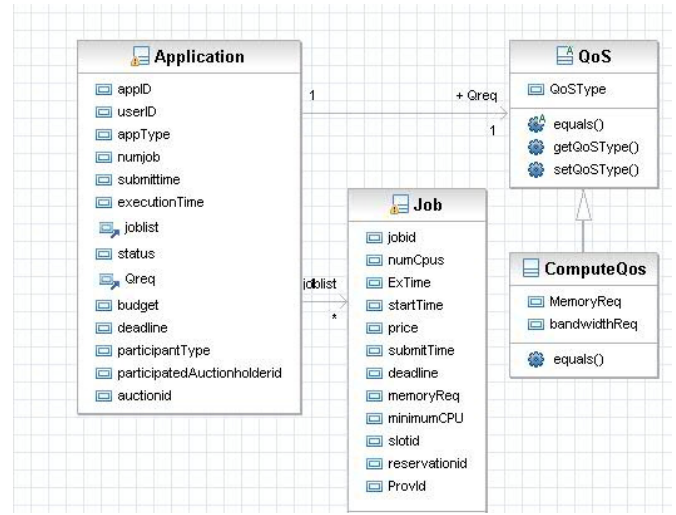 Application
appID
userID
appType
numjob
submittime
executionTime
joblist
status
Qreq
budget
deadline
participantType
participatedAuctionholderid
auctionid
1
+ Qreq
1
joblist
*
QoS
QoSType
equals()
getQoSType()
setQoSType()
Job
jobid
numCpus
ExTime
startTime
price
submitTime
deadline
memoryReq
minimumCPU
slotid
reservationid
ProvId
ComputeQos
MemoryReq
bandwidthReq
equals()